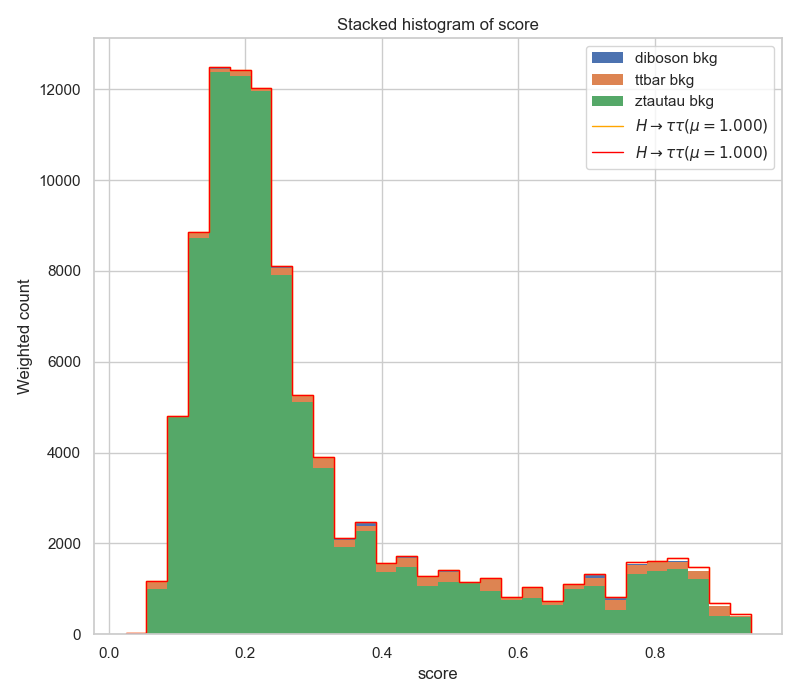 Stacked histogram of score
diboson bkg
ttbar bkg
ztautau bkg
H → ττ(μ = 1.000)
H → ττ(μ = 1.000)
Weighted count
12000
10000
8000
6000
4000
2000
0
0.0 0.2 0.4 0.6 0.8
score